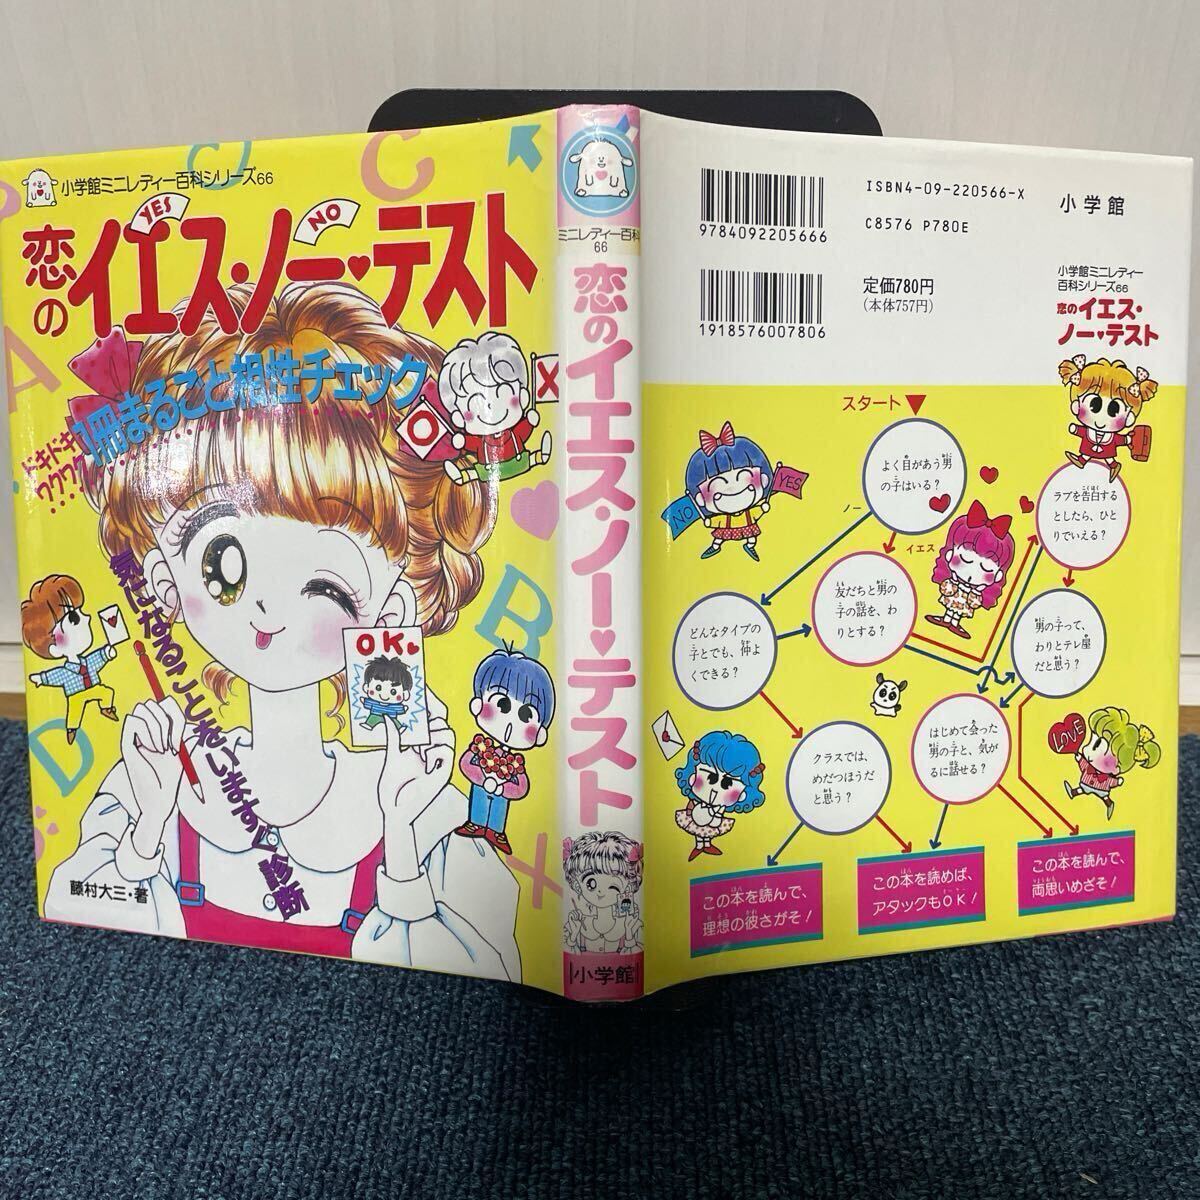 小学館ミニレディー百科シリーズ66
YES
NO
恋の
イエス・ノー♥テスト
ドキドキ
ワクワク
1冊まるごと相性チェック
OK♥
気になることをいますぐ診断
藤村大三・著
A
B
C
D
X
ミニレディー百科
66
恋のイエス・ノー♥テスト
小学館
9784092205666
ISBN4-09-220566-X
C8576 P780E
小学館
1918576007806
定価780円
(本体757円)
小学館ミニレディー
百科シリーズ66
恋のイエス・
ノー♥テスト
スタート▼
よく目があう男
の子はいる?
ノー
イエス
NO
YES
ラブを告白する
としたら、ひと
りでいえる?
友だちと男の
子の話を、わ
りとする?
どんなタイプの
子とでも、仲よ
くできる?
男の子って、
わりとテレ屋
だと思う?
はじめて会った
男の子と、気が
るに話せる?
クラスでは、
めだつほうだ
と思う?
LOVE
この本を読んで、
理想の彼さがそ!
この本を読めば、
アタックもOK!
この本を読んで、
両思いめざそ!